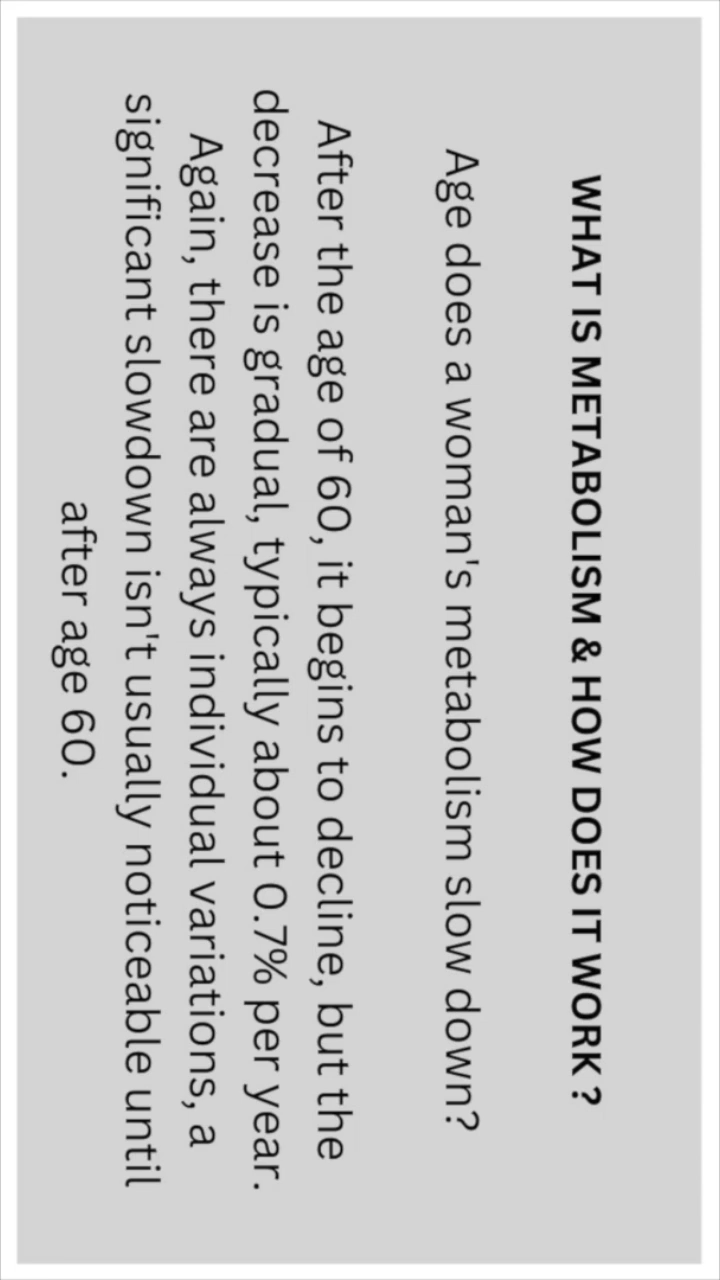 WHAT IS METABOLISM & HOW DOES IT WORK ?
Age does a woman's metabolism slow down?
After the age of 60, it begins to decline, but the
decrease is gradual, typically about 0.7% per year.
Again, there are always individual variations, a
significant slowdown isn't usually noticeable until
after age 60.